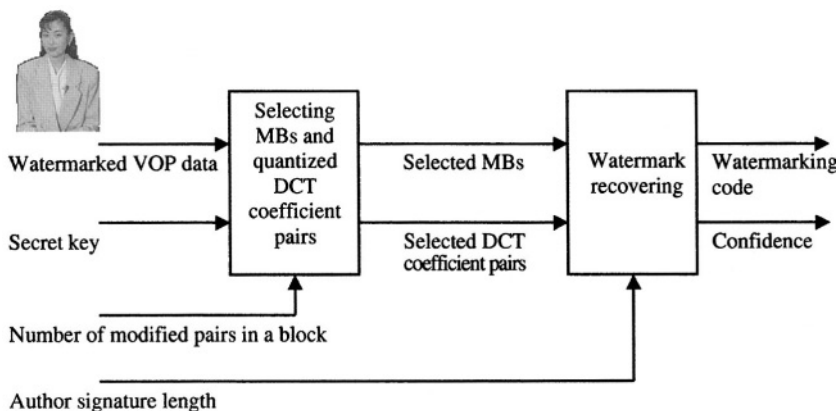 Watermarked VOP data
Secret key
Number of modified pairs in a block
Author signature length
Selecting
MBs and
quantized
DCT
coefficient
pairs
Selected MBs
Selected DCT
coefficient pairs
Watermark
recovering
Watermarking
code
Confidence